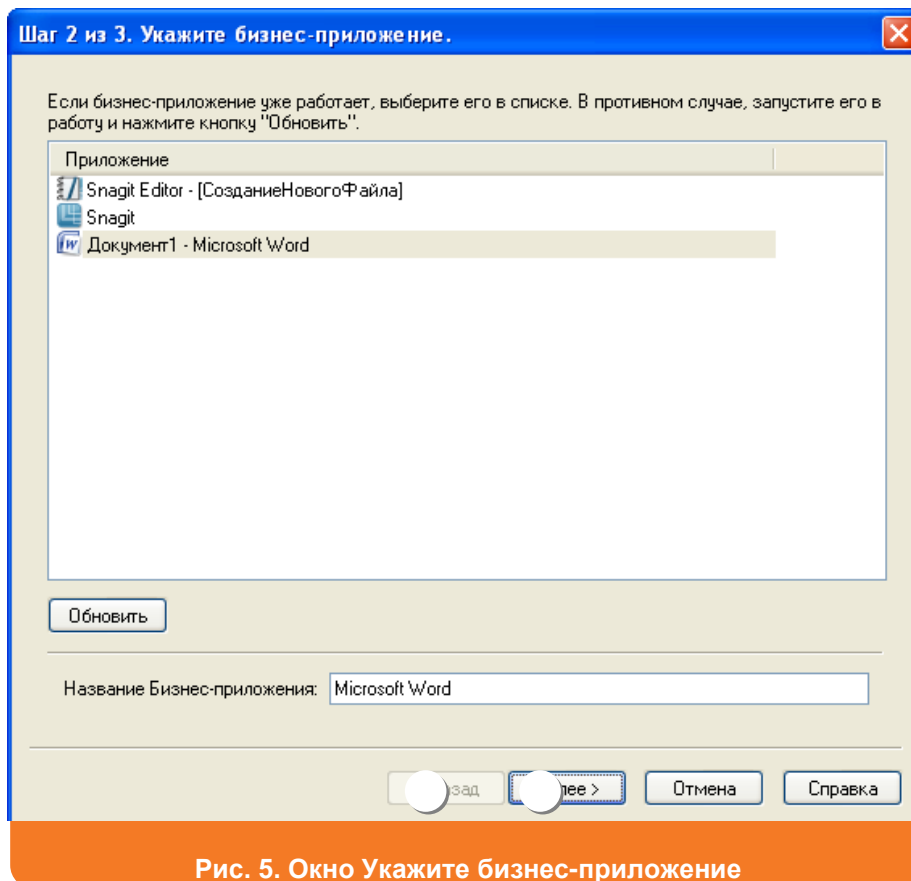 Шаг 2 из 3. Укажите бизнес-приложение.
Если бизнес-приложение уже работает, выберите его в списке. В противном случае, запустите его в
работу и нажмите кнопку "Обновить".
Приложение
Snagit Editor - [СозданиеНовогоФайла]
Snagit
Документ1 - Microsoft Word
Обновить
Название Бизнес-приложения: Microsoft Word
Отмена Справка
Рис. 5. Окно Укажите бизнес-приложение